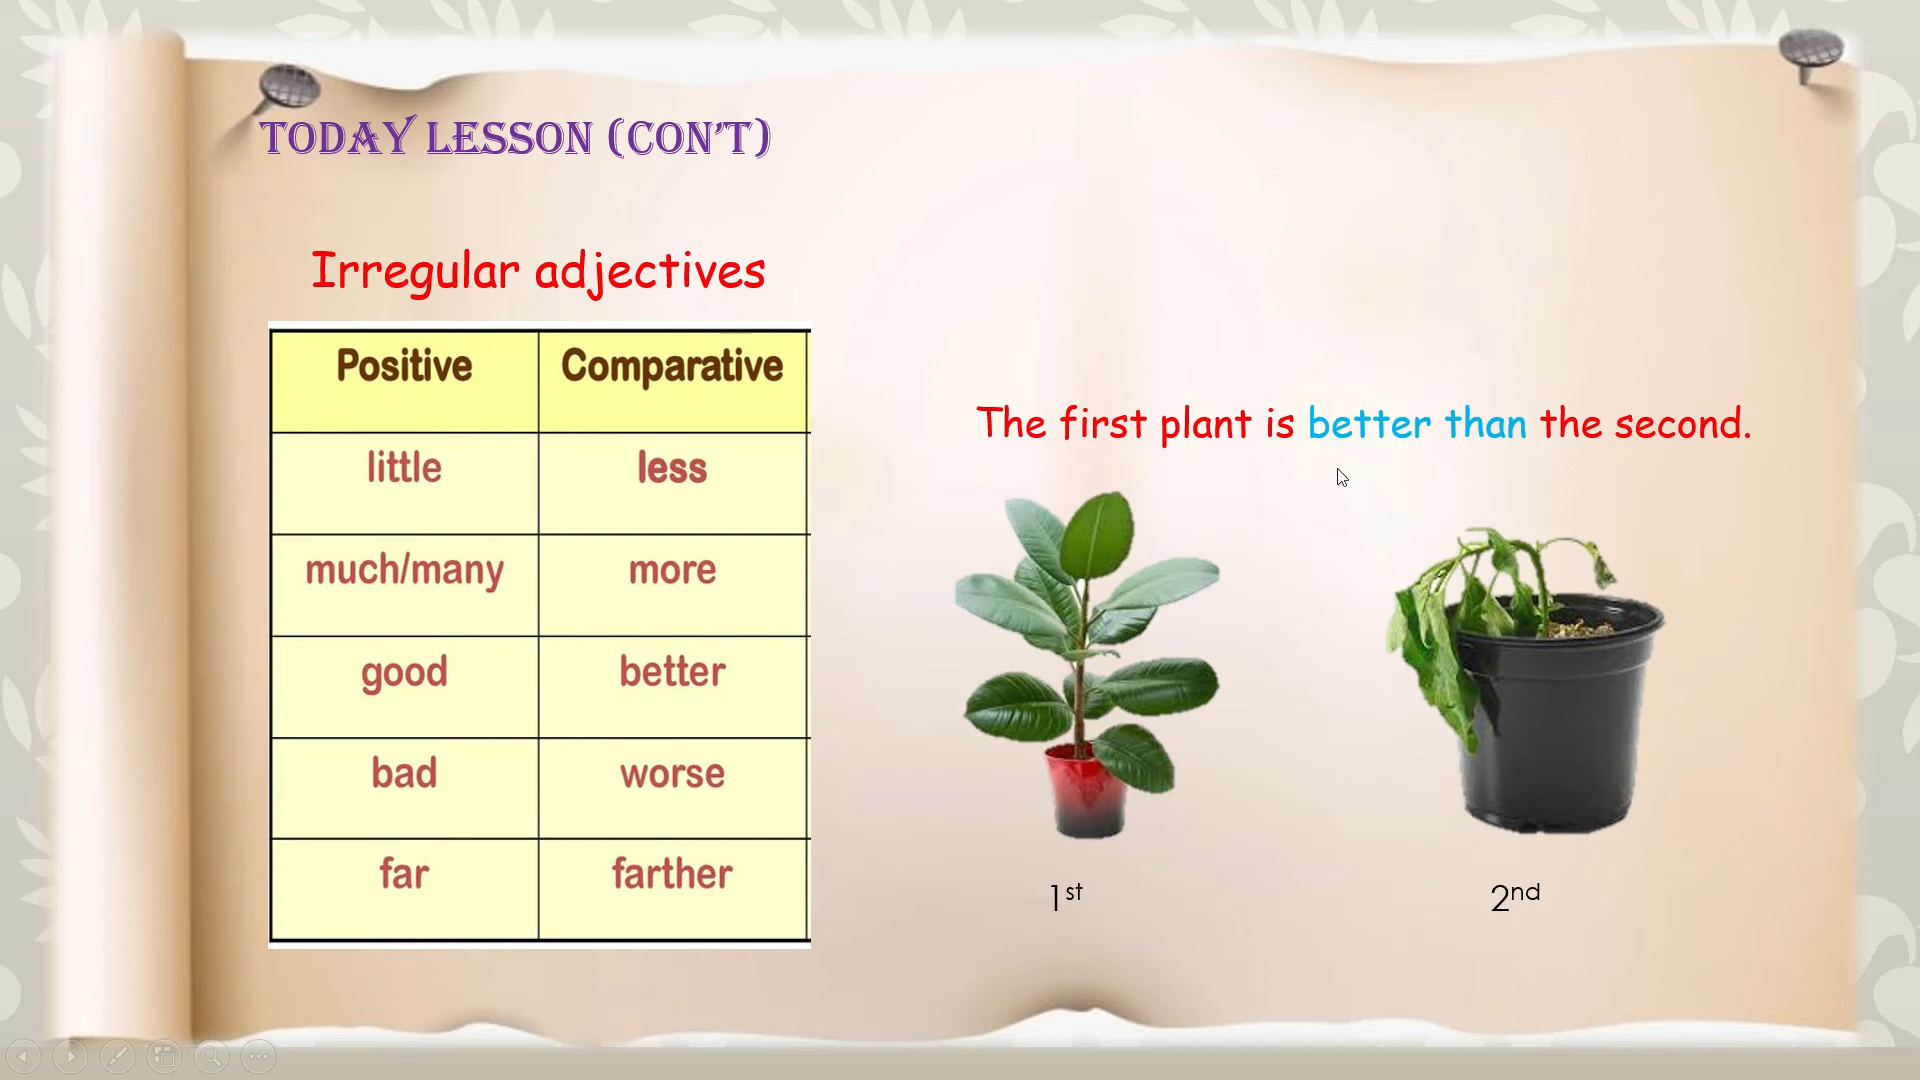 TODAY LESSON (CON'T)
Irregular adjectives
Positive Comparative
little less
much/many more
good better
bad worse
far farther
The first plant is better than the second.
1st 2nd